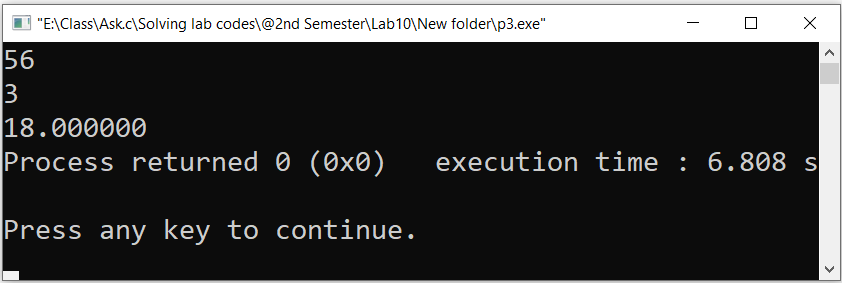 "E:\Class\Ask.c\Solving lab codes\@2nd Semester\Lab10\New folder\p3.exe"
56
3
18.000000
Process returned 0 (0x0)   execution time : 6.808 s
Press any key to continue.